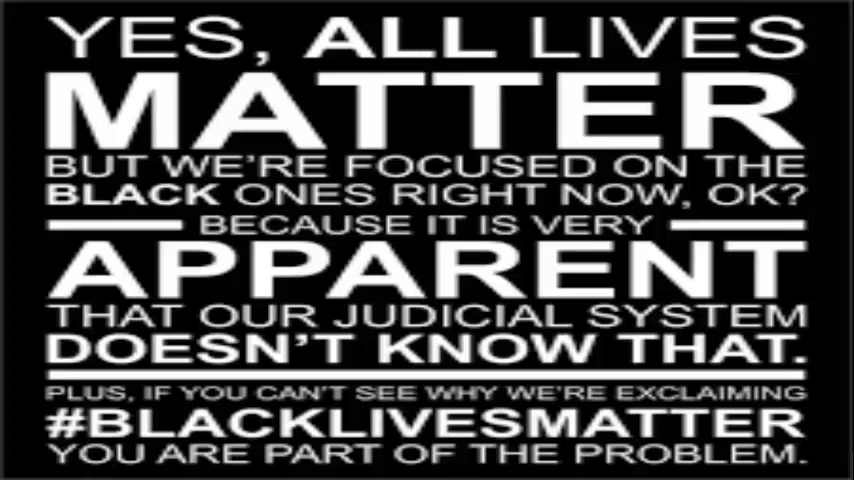 YES, ALL LIVES
MATTER
BUT WE'RE FOCUSED ON THE
BLACK ONES RIGHT NOW, OK?
BECAUSE IT IS VERY
APPARENT
THAT OUR JUDICIAL SYSTEM
DOESN'T KNOW THAT.
PLUS, IF YOU CAN'T SEE WHY WE'RE EXCLAIMING
#BLACKLIVESMATTER
YOU ARE PART OF THE PROBLEM.